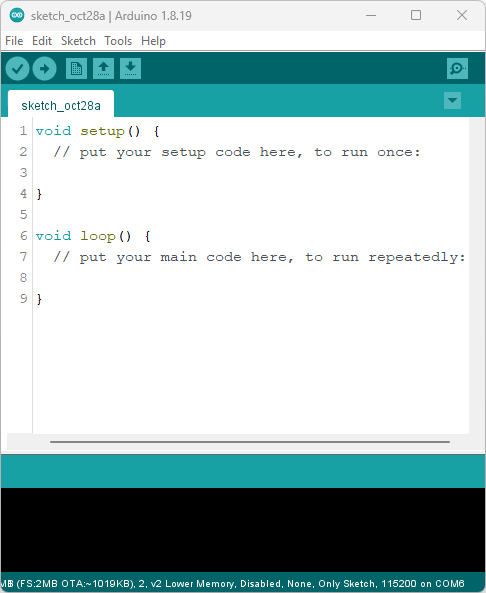 sketch_oct28a | Arduino 1.8.19
File Edit Sketch Tools Help
sketch_oct28a
1 void setup() {
2 // put your setup code here, to run once:
3
4 }
5
6 void loop() {
7 // put your main code here, to run repeatedly:
8
9 }
(FS:2MB OTA:~1019KB), 2, v2 Lower Memory, Disabled, None, Only Sketch, 115200 on COM6